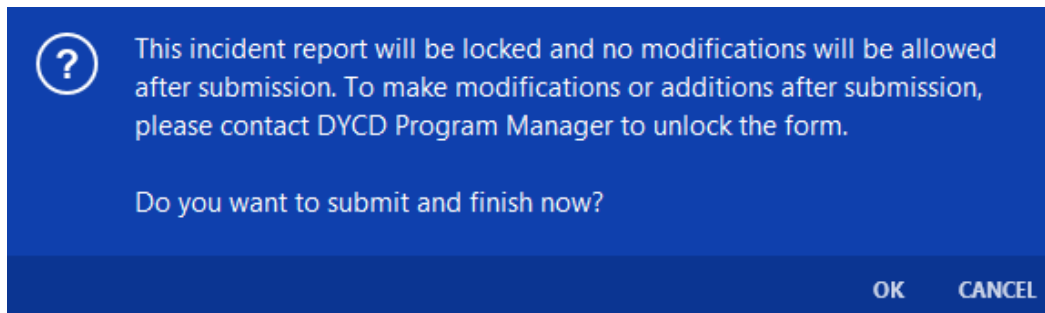 ?
This incident report will be locked and no modifications will be allowed
after submission. To make modifications or additions after submission,
please contact DYCD Program Manager to unlock the form.
Do you want to submit and finish now?
OK CANCEL